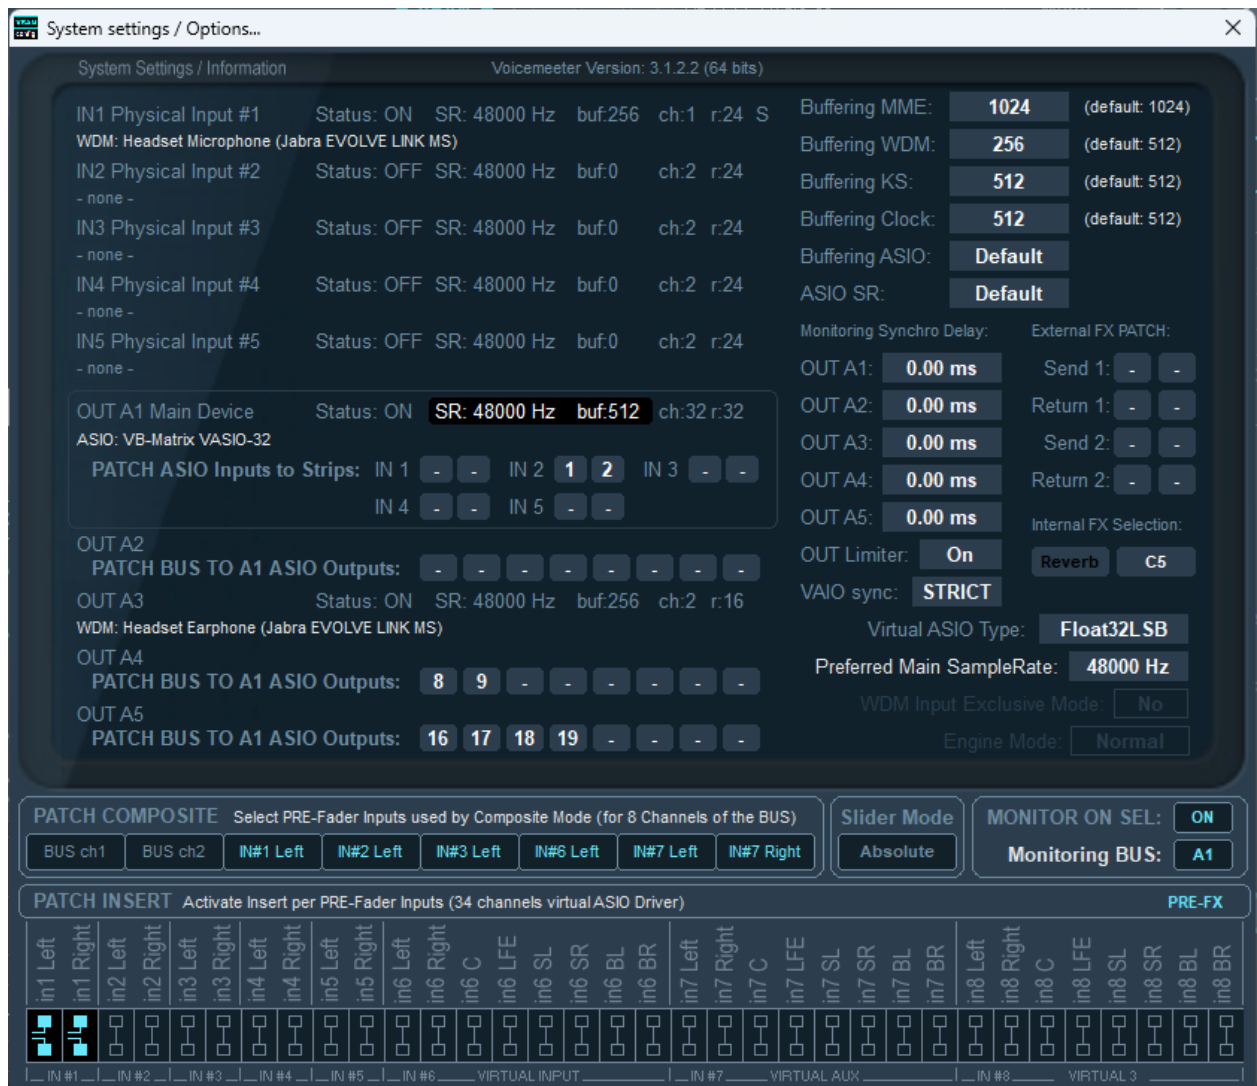 System settings / Options...
System Settings / Information
Voicemeeter Version: 3.1.2.2 (64 bits)
IN1 Physical Input #1 Status: ON SR: 48000 Hz buf:256 ch:1 r:24 S
WDM: Headset Microphone (Jabra EVOLVE LINK MS)
IN2 Physical Input #2 Status: OFF SR: 48000 Hz buf:0 ch:2 r:24
- none -
IN3 Physical Input #3 Status: OFF SR: 48000 Hz buf:0 ch:2 r:24
- none -
IN4 Physical Input #4 Status: OFF SR: 48000 Hz buf:0 ch:2 r:24
- none -
IN5 Physical Input #5 Status: OFF SR: 48000 Hz buf:0 ch:2 r:24
- none -
OUT A1 Main Device Status: ON SR: 48000 Hz buf:512 ch:32 r:32
ASIO: VB-Matrix VASIO-32
PATCH ASIO Inputs to Strips: IN 1 - - IN 2 1 2 IN 3 - -
IN 4 - - IN 5 - -
OUT A2
PATCH BUS TO A1 ASIO Outputs: - - - - - - - -
OUT A3 Status: ON SR: 48000 Hz buf:256 ch:2 r:16
WDM: Headset Earphone (Jabra EVOLVE LINK MS)
OUT A4
PATCH BUS TO A1 ASIO Outputs: 8 9 - - - - - -
OUT A5
PATCH BUS TO A1 ASIO Outputs: 16 17 18 19 - - - -
Buffering MME: 1024 (default: 1024)
Buffering WDM: 256 (default: 512)
Buffering KS: 512 (default: 512)
Buffering Clock: 512 (default: 512)
Buffering ASIO: Default
ASIO SR: Default
Monitoring Synchro Delay: External FX PATCH:
OUT A1: 0.00 ms Send 1: - -
OUT A2: 0.00 ms Return 1: - -
OUT A3: 0.00 ms Send 2: - -
OUT A4: 0.00 ms Return 2: - -
OUT A5: 0.00 ms Internal FX Selection:
OUT Limiter: On Reverb C5
VAIO sync: STRICT
Virtual ASIO Type: Float32LSB
Preferred Main SampleRate: 48000 Hz
WDM Input Exclusive Mode: No
Engine Mode: Normal
PATCH COMPOSITE Select PRE-Fader Inputs used by Composite Mode (for 8 Channels of the BUS)
BUS ch1 BUS ch2 IN#1 Left IN#2 Left IN#3 Left IN#6 Left IN#7 Left IN#7 Right
Slider Mode
Absolute
MONITOR ON SEL: ON
Monitoring BUS: A1
PATCH INSERT Activate Insert per PRE-Fader Inputs (34 channels virtual ASIO Driver) PRE-FX
in1 Left in1 Right in2 Left in2 Right in3 Left in3 Right in4 Left in4 Right in5 Left in5 Right in6 Left in6 Right in6 C in6 LFE in6 SL in6 SR in6 BL in6 BR in7 Left in7 Right in7 C in7 LFE in7 SL in7 SR in7 BL in7 BR in8 Left in8 Right in8 C in8 LFE in8 SL in8 SR in8 BL in8 BR
IN #1 IN #2 IN #3 IN #4 IN #5 IN #6 VIRTUAL INPUT IN #7 VIRTUAL AUX IN #8 VIRTUAL 3